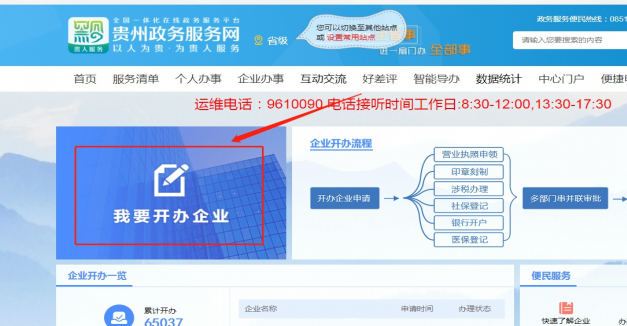 全国一体化在线政务服务平台
贵州政务服务网
贵人服务
以人为贵·为贵人服务
省级
您可以切换至其他站点
或 设置常用站点
进一扇门办 全部事
政务服务便民热线：0851
请输入您要搜索的内容
首页 服务清单 个人办事 企业办事 互动交流 好差评 智能导办 数据统计 中心门户 便捷
运维电话：9610090 电话接听时间工作日:8:30-12:00,13:30-17:30
我要开办企业
企业开办流程
开办企业申请
营业执照申领
印章刻制
涉税办理
社保登记
银行开户
医保登记
多部门串并联审批
企业开办一览
累计开办
65037
企业名称 申请时间 办理状态
便民服务
快速了解企业